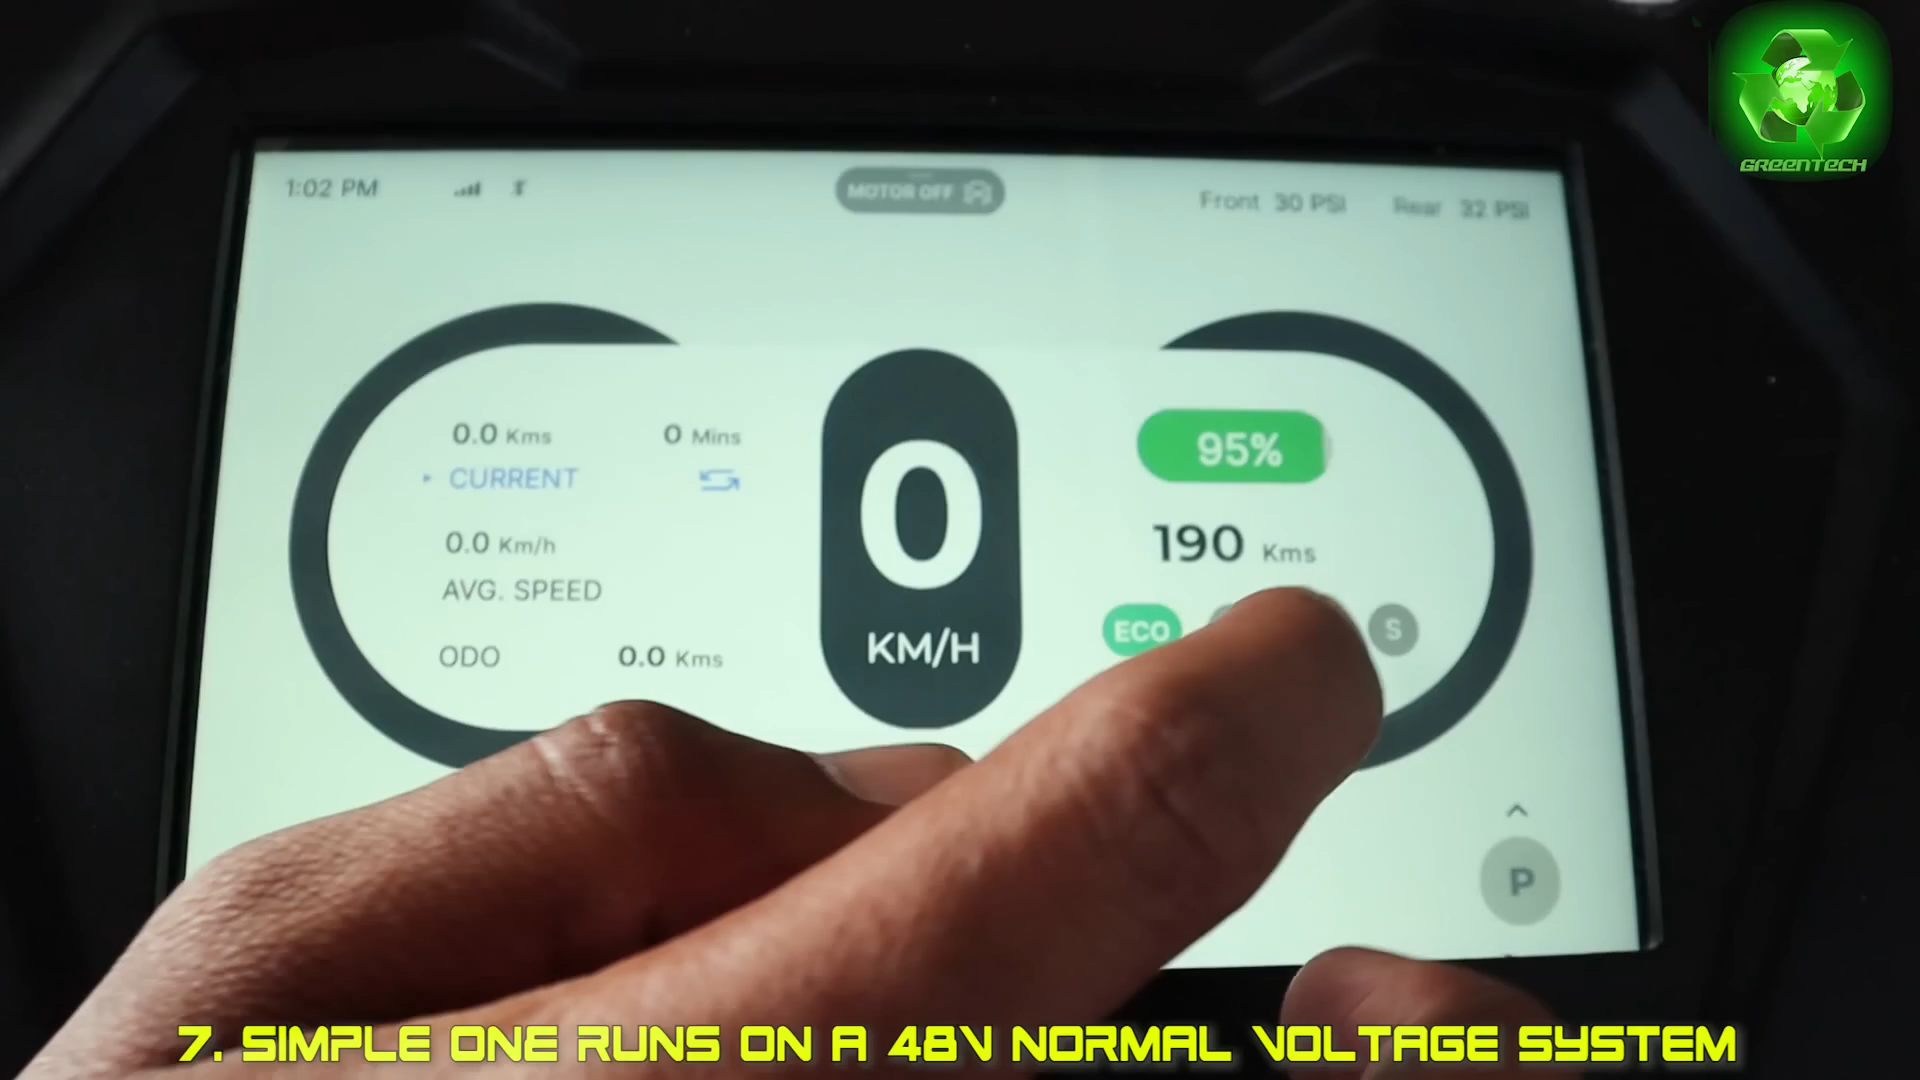 GREENTECH
1:02 PM
MOTOR OFF
Front 30 PSI
Rear 32 PSI
0.0 Kms
0 Mins
CURRENT
0.0 Km/h
AVG. SPEED
ODO 0.0 Kms
0
KM/H
95%
190 Kms
ECO
S
P
7. SIMPLE ONE RUNS ON A 48V NORMAL VOLTAGE SYSTEM